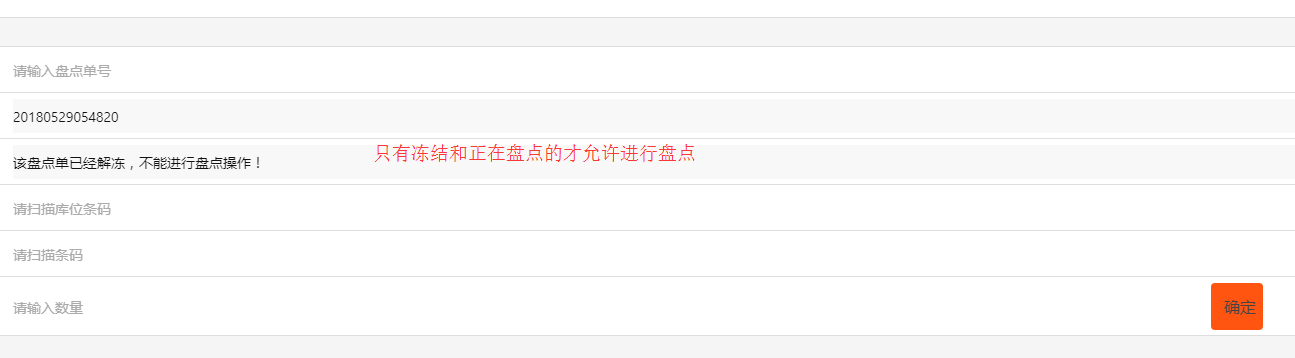 请输入盘点单号
20180529054820
该盘点单已经解冻，不能进行盘点操作！
只有冻结和正在盘点的才允许进行盘点
请扫描库位条码
请扫描条码
请输入数量
确定